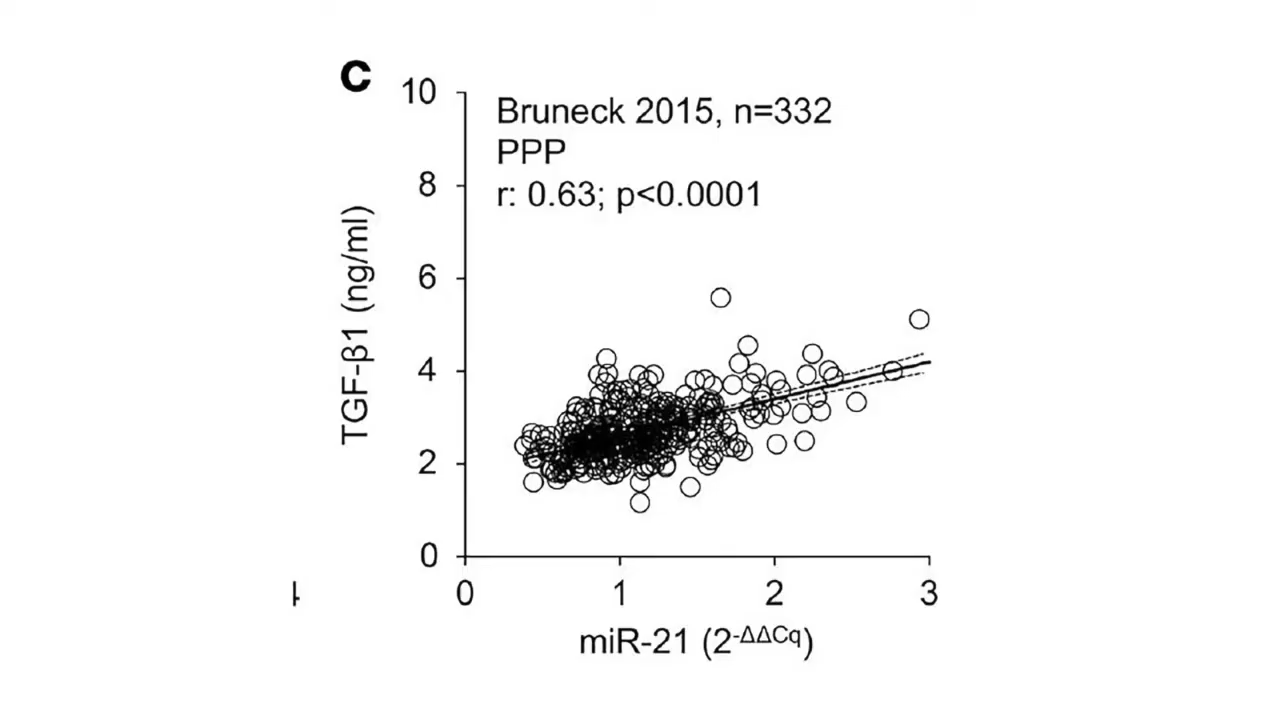 c
10
Bruneck 2015, n=332
PPP
r: 0.63; p<0.0001
8
6
4
2
0
TGF-β1 (ng/ml)
0 1 2 3
miR-21 (2-ΔΔCq)